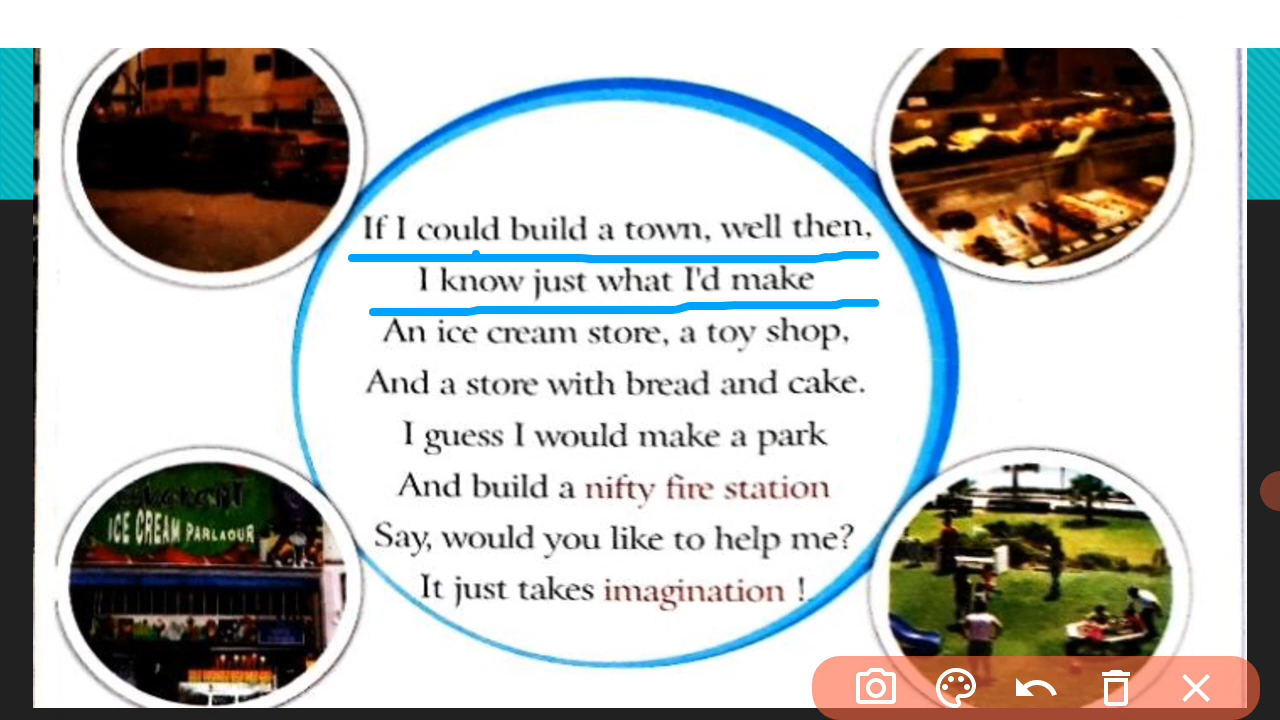 If I could build a town, well then,
I know just what I'd make
An ice cream store, a toy shop,
And a store with bread and cake.
I guess I would make a park
And build a nifty fire station
Say, would you like to help me?
It just takes imagination !
ICE CREAM PARLAOUR